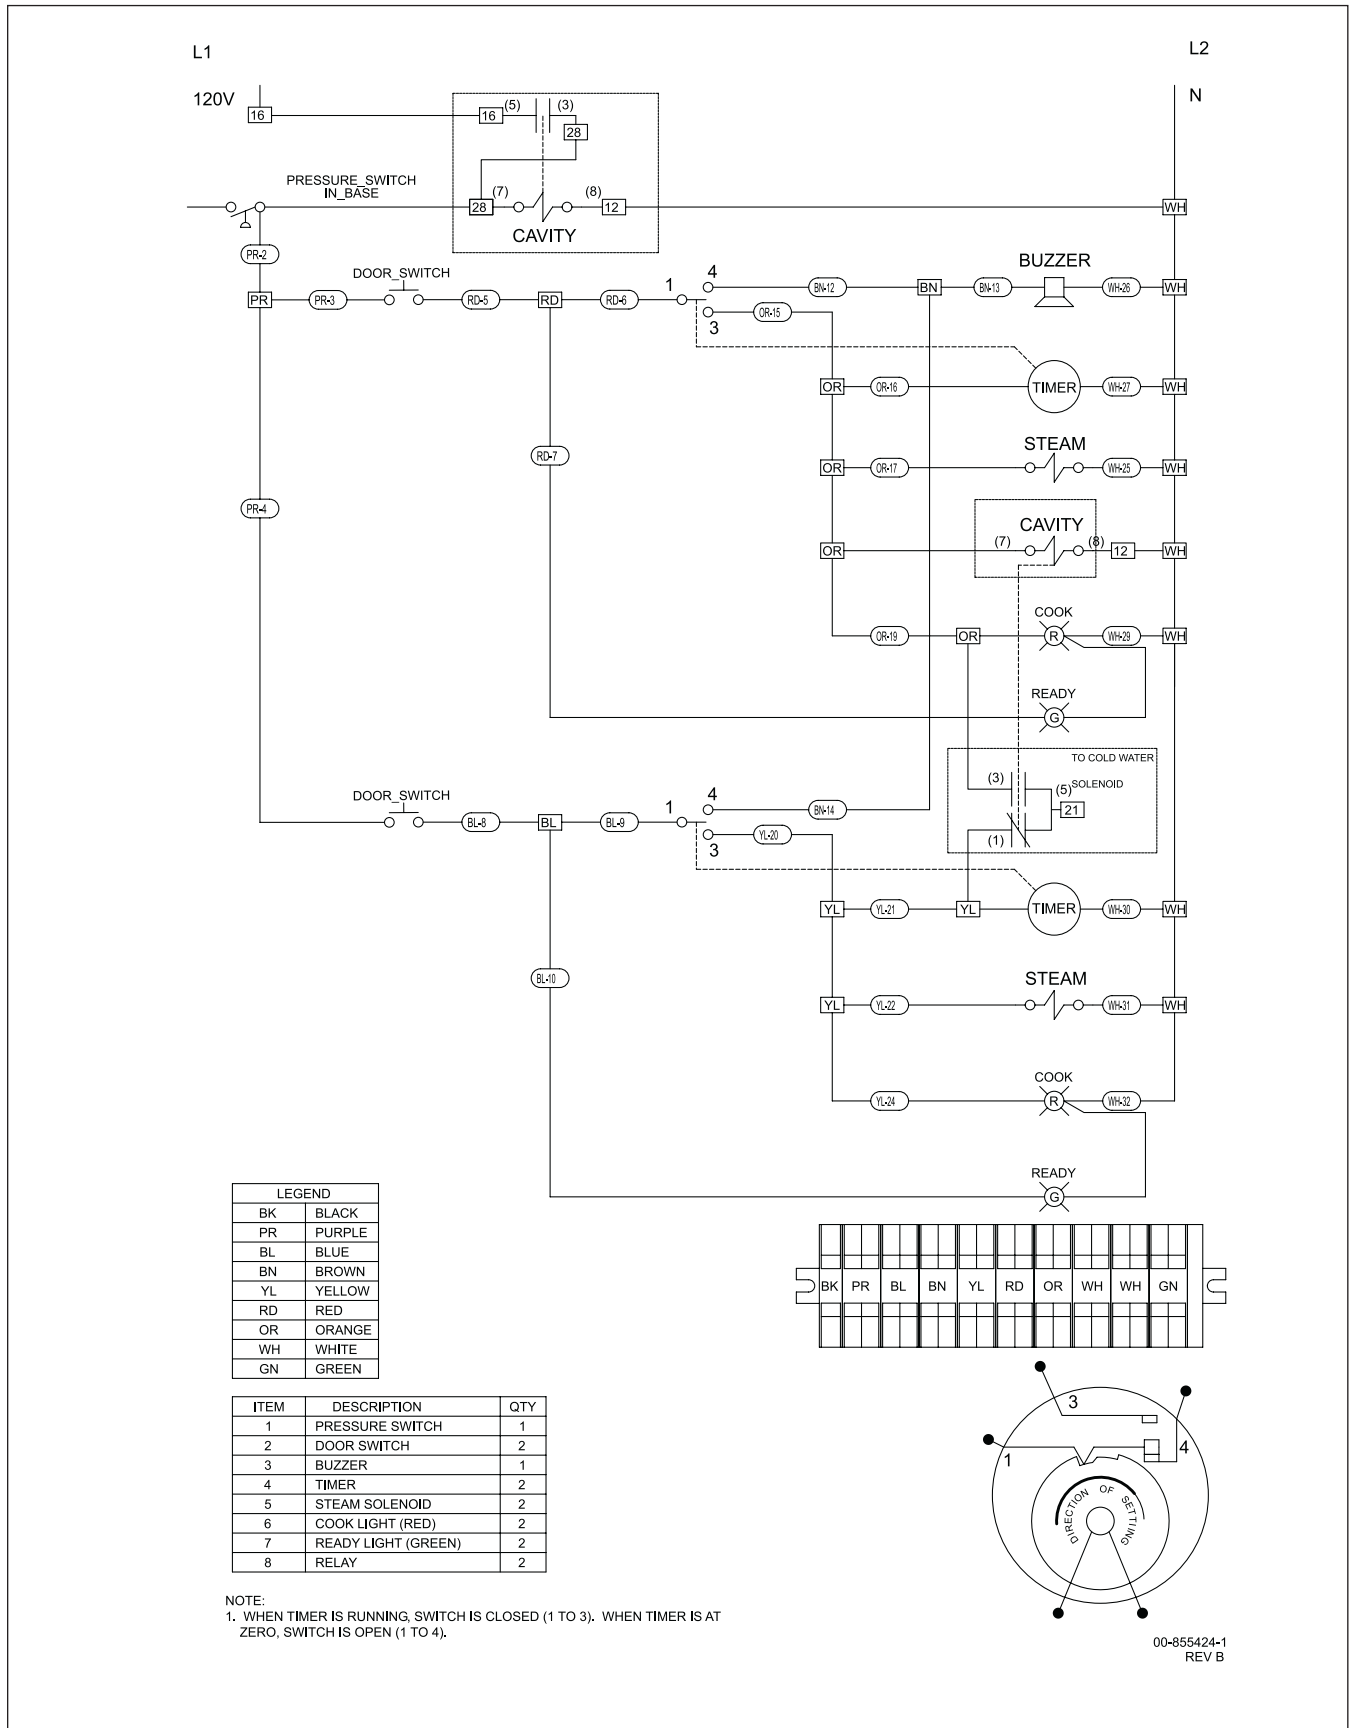 L1
L2
120V
N
16
16
(5)
(3)
28
PRESSURE_SWITCH
IN_BASE
28
(7)
(8)
12
WH
CAVITY
PR-2
DOOR_SWITCH
BUZZER
PR
PR-3
RD-5
RD
RD-6
1
4
3
BN-12
BN
BN-13
WH-26
WH
OR-15
OR
OR-16
TIMER
WH-27
WH
STEAM
RD-7
OR
OR-17
WH-25
WH
PR-4
CAVITY
OR
(7)
(8)
12
WH
COOK
OR-19
OR
R
WH-29
WH
READY
G
TO COLD WATER
SOLENOID
(3)
(5)
21
(1)
DOOR_SWITCH
BL-8
BL
BL-9
1
4
3
BN-14
YL-20
YL
YL-21
YL
TIMER
WH-30
WH
BL-10
STEAM
YL
YL-22
WH-31
WH
COOK
YL-24
R
WH-32
READY
G
LEGEND
BK BLACK
PR PURPLE
BL BLUE
BN BROWN
YL YELLOW
RD RED
OR ORANGE
WH WHITE
GN GREEN
BK PR BL BN YL RD OR WH WH GN
ITEM DESCRIPTION QTY
1 PRESSURE SWITCH 1
2 DOOR SWITCH 2
3 BUZZER 1
4 TIMER 2
5 STEAM SOLENOID 2
6 COOK LIGHT (RED) 2
7 READY LIGHT (GREEN) 2
8 RELAY 2
3
1
4
DIRECTION OF SETTING
NOTE:
1. WHEN TIMER IS RUNNING, SWITCH IS CLOSED (1 TO 3). WHEN TIMER IS AT
ZERO, SWITCH IS OPEN (1 TO 4).
00-855424-1
REV B